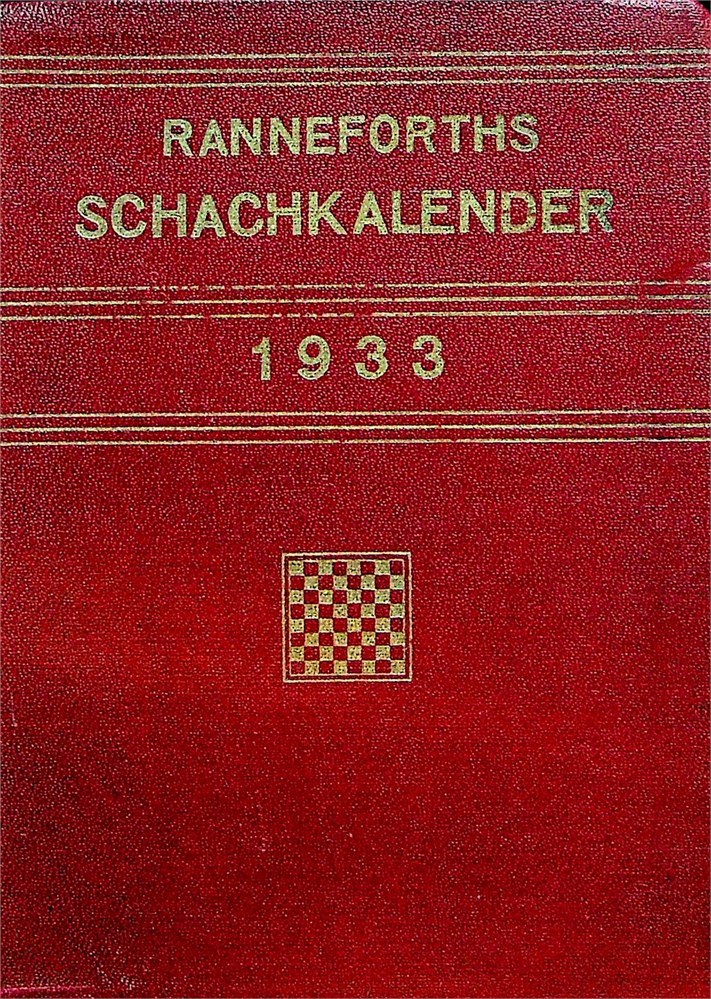 RANNEFORTHS
SCHACHKALENDER
1933